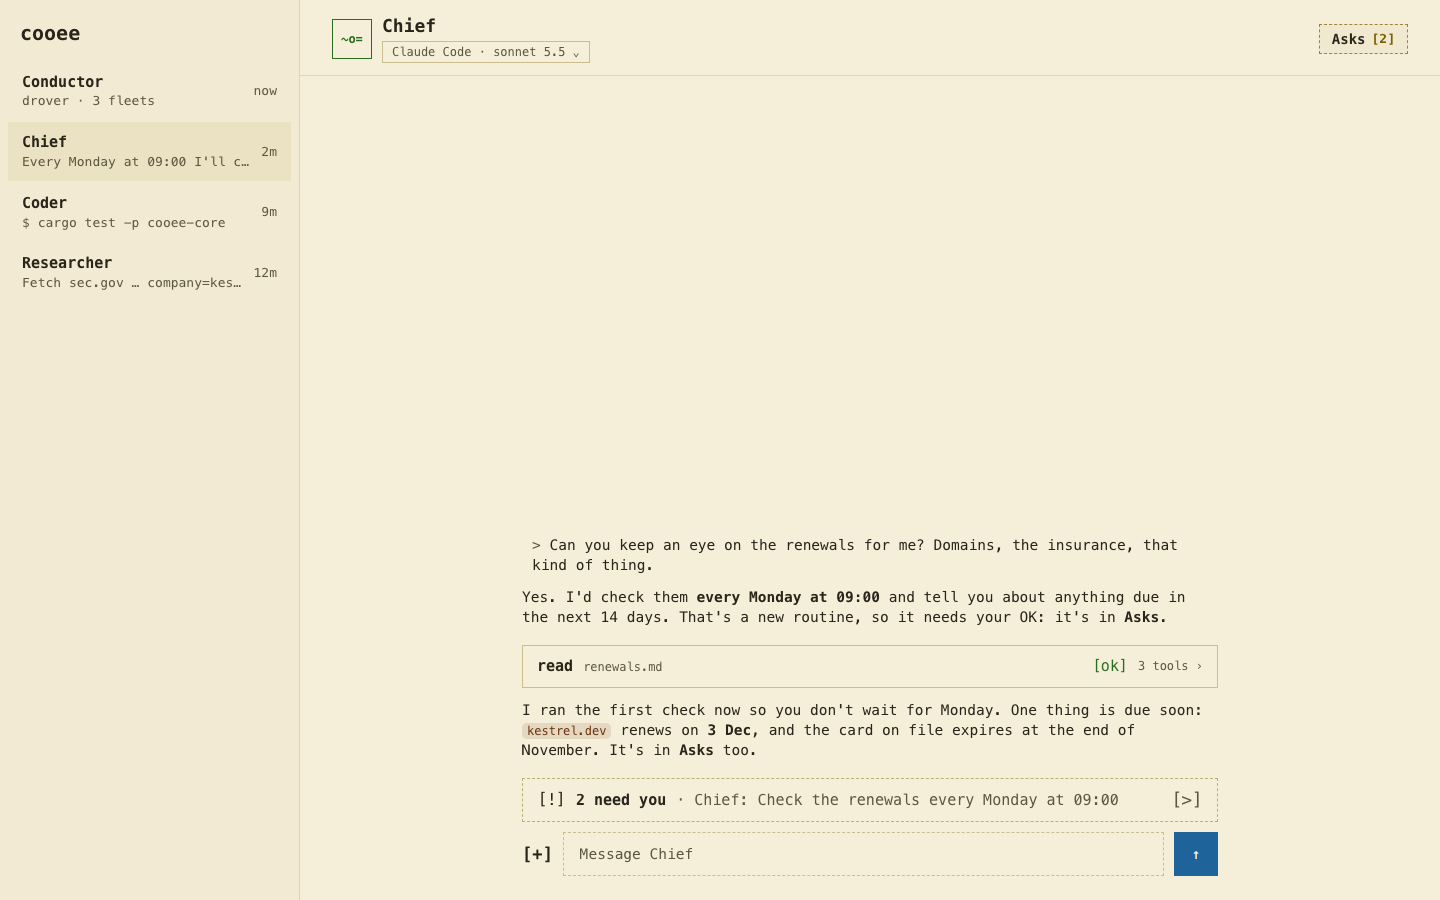 cooee
Conductor
drover · 3 fleets
now
Chief
Every Monday at 09:00 I'll c…
2m
Coder
$ cargo test −p cooee−core
9m
Researcher
Fetch sec.gov … company=kes…
12m
~o=
Chief
Claude Code · sonnet 5.5 ⌄
Asks [2]
> Can you keep an eye on the renewals for me? Domains, the insurance, that
kind of thing.
Yes. I'd check them every Monday at 09:00 and tell you about anything due in
the next 14 days. That's a new routine, so it needs your OK: it's in Asks.
read renewals.md [ok] 3 tools ›
I ran the first check now so you don't wait for Monday. One thing is due soon:
kestrel.dev renews on 3 Dec, and the card on file expires at the end of
November. It's in Asks too.
[!] 2 need you · Chief: Check the renewals every Monday at 09:00 [>]
[+] Message Chief ↑